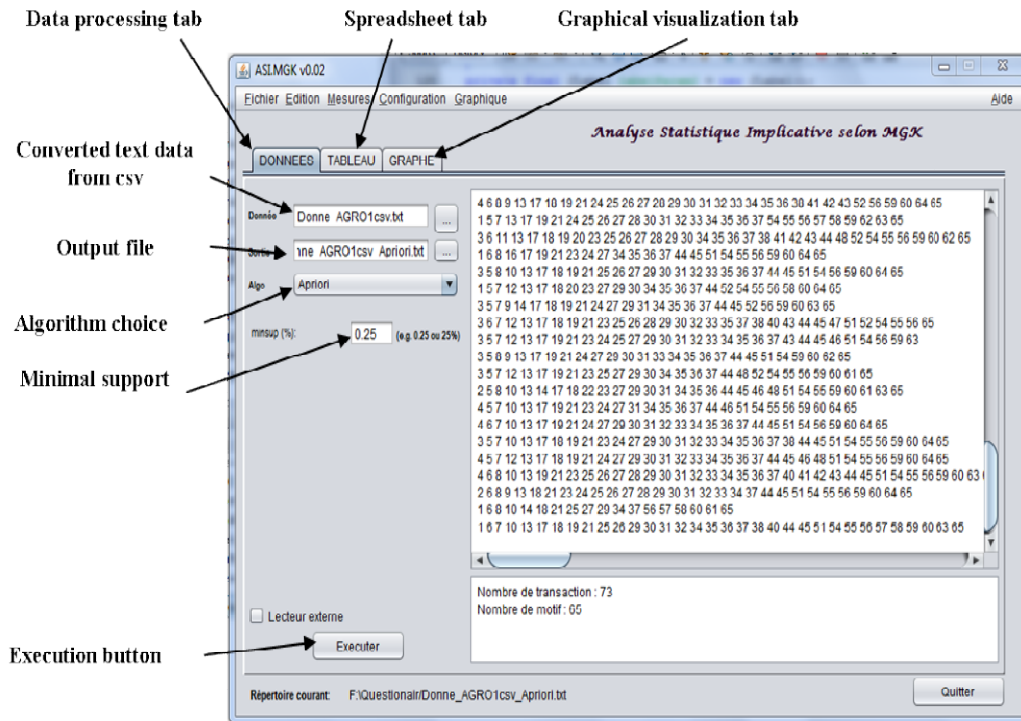 Data processing tab
Spreadsheet tab
Graphical visualization tab
ASI.MGK v0.02
Fichier Edition Mesures Configuration Graphique
Aide
Analyse Statistique Implicative selon MGK
DONNEES TABLEAU GRAPHE
Converted text data
from csv
Donnée
Donne_AGRO1csv.txt
...
Output file
Sortie
nne_AGRO1csv_Apriori.txt
...
Algorithm choice
Algo
Apriori
Minimal support
minsup (%):
0.25
(e.g. 0.25 ou 25%)
4 6 8 9 13 17 18 19 21 24 25 26 27 28 29 30 31 32 33 34 35 36 38 41 42 43 52 56 59 60 64 65
1 5 7 13 17 19 21 24 25 26 27 28 30 31 32 33 34 35 36 37 54 55 56 57 58 59 62 63 65
3 6 11 13 17 18 19 20 23 25 26 27 28 29 30 34 35 36 37 38 41 42 43 44 48 52 54 55 56 59 60 62 65
1 6 8 16 17 19 21 23 24 27 34 35 36 37 44 45 51 54 55 56 59 60 64 65
3 5 8 10 13 17 18 19 21 25 26 27 29 30 31 32 33 35 36 37 44 45 51 54 56 59 60 64 65
1 5 7 12 13 17 18 20 23 27 29 30 34 35 36 37 44 52 54 55 56 58 60 64 65
3 5 7 9 14 17 18 19 21 24 27 29 31 34 35 36 37 44 45 52 56 59 60 63 65
3 6 7 12 13 17 18 19 21 23 25 26 28 29 30 32 33 35 37 38 40 43 44 45 47 51 52 54 55 56 65
3 5 7 12 13 17 18 19 21 23 24 26 27 29 30 31 32 33 34 35 36 37 43 44 45 46 51 54 56 59 63
3 5 8 9 13 17 19 21 23 24 26 27 29 30 31 33 34 35 36 37 44 45 51 54 59 60 62 65
3 5 7 12 13 17 18 19 21 23 24 27 29 30 31 32 33 34 35 36 37 44 48 52 54 55 56 59 60 61 65
2 5 8 10 13 14 17 18 22 23 27 29 30 31 34 35 36 44 45 46 48 51 54 55 59 60 61 63 65
4 5 7 10 13 17 19 21 23 24 27 31 34 35 36 37 44 46 51 54 55 56 59 60 64 65
4 6 7 10 13 17 19 21 24 27 30 31 32 33 34 35 36 37 44 45 51 54 56 59 60 64 65
3 5 7 10 13 17 18 19 21 23 24 27 29 30 31 32 33 34 35 36 37 38 44 45 51 54 55 56 59 60 64 65
4 5 7 12 13 17 18 19 21 24 27 29 30 31 32 33 34 35 36 37 44 45 46 48 51 54 55 56 59 60 64 65
4 6 8 10 13 19 21 23 25 26 27 28 29 30 31 32 33 34 35 36 37 40 41 42 43 44 45 51 54 55 56 59 60 63
2 6 8 9 13 18 21 23 24 25 26 27 28 29 30 31 32 33 34 37 44 45 51 54 55 56 59 60 64 65
1 6 8 10 14 18 21 25 27 29 34 37 56 57 58 60 61 65
1 6 7 10 13 17 18 19 21 25 26 29 30 31 32 34 35 36 37 38 40 44 45 51 54 55 56 57 58 59 60 63 65
Nombre de transaction : 73
Nombre de motif : 65
Lecteur externe
Execution button
Executer
Répertoire courant: F:\Questionair/Donne_AGRO1csv_Apriori.txt
Quitter